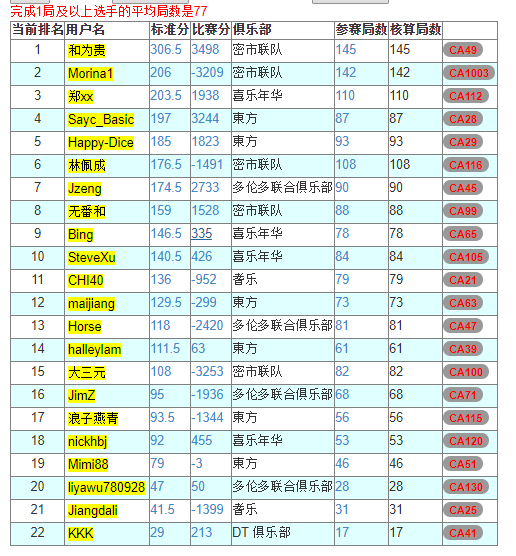 完成1局及以上选手的平均局数是77
当前排名 用户名 标准分 比赛分 俱乐部 参赛局数 核算局数
1 和为贵 306.5 3498 密市联队 145 145 CA49
2 Morina1 206 -3209 密市联队 142 142 CA1003
3 郑xx 203.5 1938 喜乐年华 110 110 CA112
4 Sayc_Basic 197 3244 東方 87 87 CA28
5 Happy-Dice 185 1823 東方 93 93 CA29
6 林佩成 176.5 -1491 密市联队 108 108 CA116
7 Jzeng 174.5 2733 多伦多联合俱乐部 90 90 CA45
8 无番和 159 1528 密市联队 88 88 CA99
9 Bing 146.5 335 喜乐年华 78 78 CA65
10 SteveXu 140.5 426 喜乐年华 84 84 CA105
11 CHI40 136 -952 耆乐 79 79 CA21
12 maijiang 129.5 -299 東方 73 73 CA63
13 Horse 118 -2420 多伦多联合俱乐部 81 81 CA47
14 halleylam 111.5 63 東方 61 61 CA39
15 大三元 108 -3253 密市联队 82 82 CA100
16 JimZ 95 -1936 多伦多联合俱乐部 68 68 CA71
17 浪子燕青 93.5 -1344 東方 56 56 CA115
18 nickhbj 92 455 喜乐年华 53 53 CA120
19 Mimi88 79 -3 東方 46 46 CA51
20 liyawu780928 47 50 多伦多联合俱乐部 28 28 CA130
21 Jiangdali 41.5 -1399 耆乐 31 31 CA25
22 KKK 29 213 DT 俱乐部 17 17 CA41